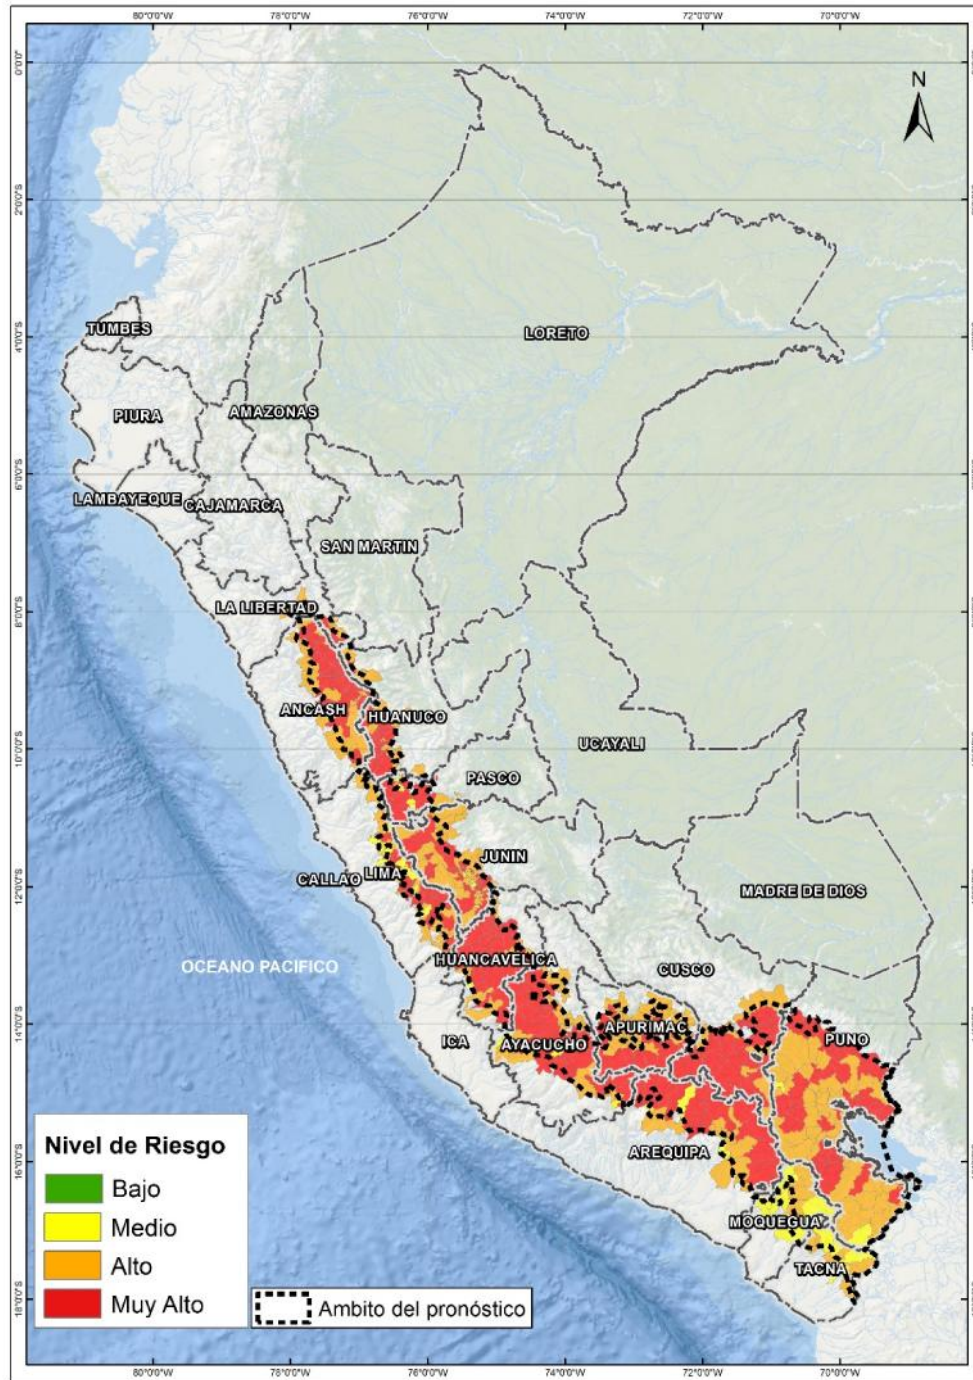 80°0'0"W 78°0'0"W 76°0'0"W 74°0'0"W 72°0'0"W 70°0'0"W
0°0'0"
N
2°0'0"S
TUMBES
4°0'0"S
LORETO
PIURA
AMAZONAS
6°0'0"S
LAMBAYEQUE
CAJAMARCA
SAN MARTIN
8°0'0"S
LA LIBERTAD
ANCASH
HUANUCO
10°0'0"S
UCAYALI
PASCO
JUNIN
LIMA
CALLAO
12°0'0"S
MADRE DE DIOS
HUANCAVELICA
OCEANO PACÍFICO
CUSCO
14°0'0"S
APURIMAC
ICA
AYACUCHO
PUNO
AREQUIPA
16°0'0"S
MOQUEGUA
TACNA
18°0'0"S
Nivel de Riesgo
Bajo
Medio
Alto
Muy Alto
Ambito del pronóstico
80°0'0"W 78°0'0"W 76°0'0"W 74°0'0"W 72°0'0"W 70°0'0"W